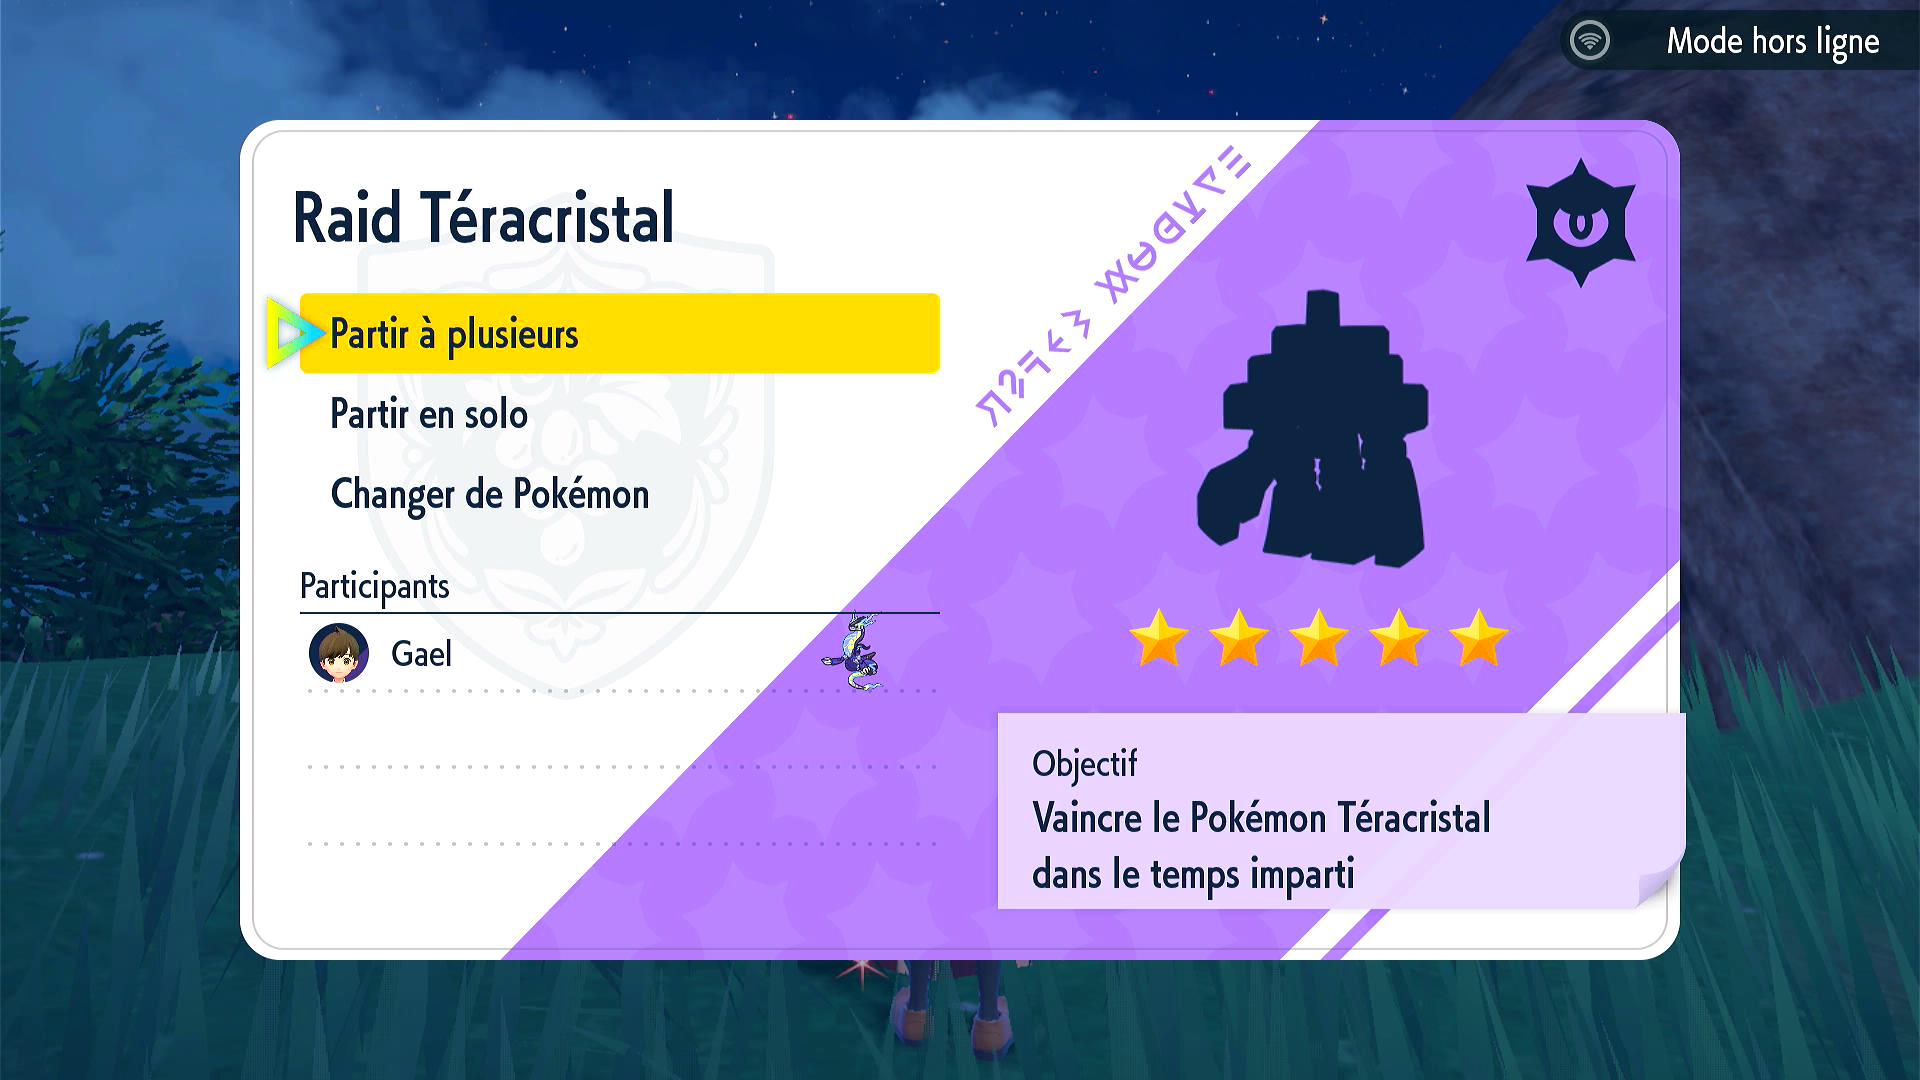 Mode hors ligne
Raid Téracristal
Partir à plusieurs
Partir en solo
Changer de Pokémon
Participants
Gael
Objectif
Vaincre le Pokémon Téracristal
dans le temps imparti